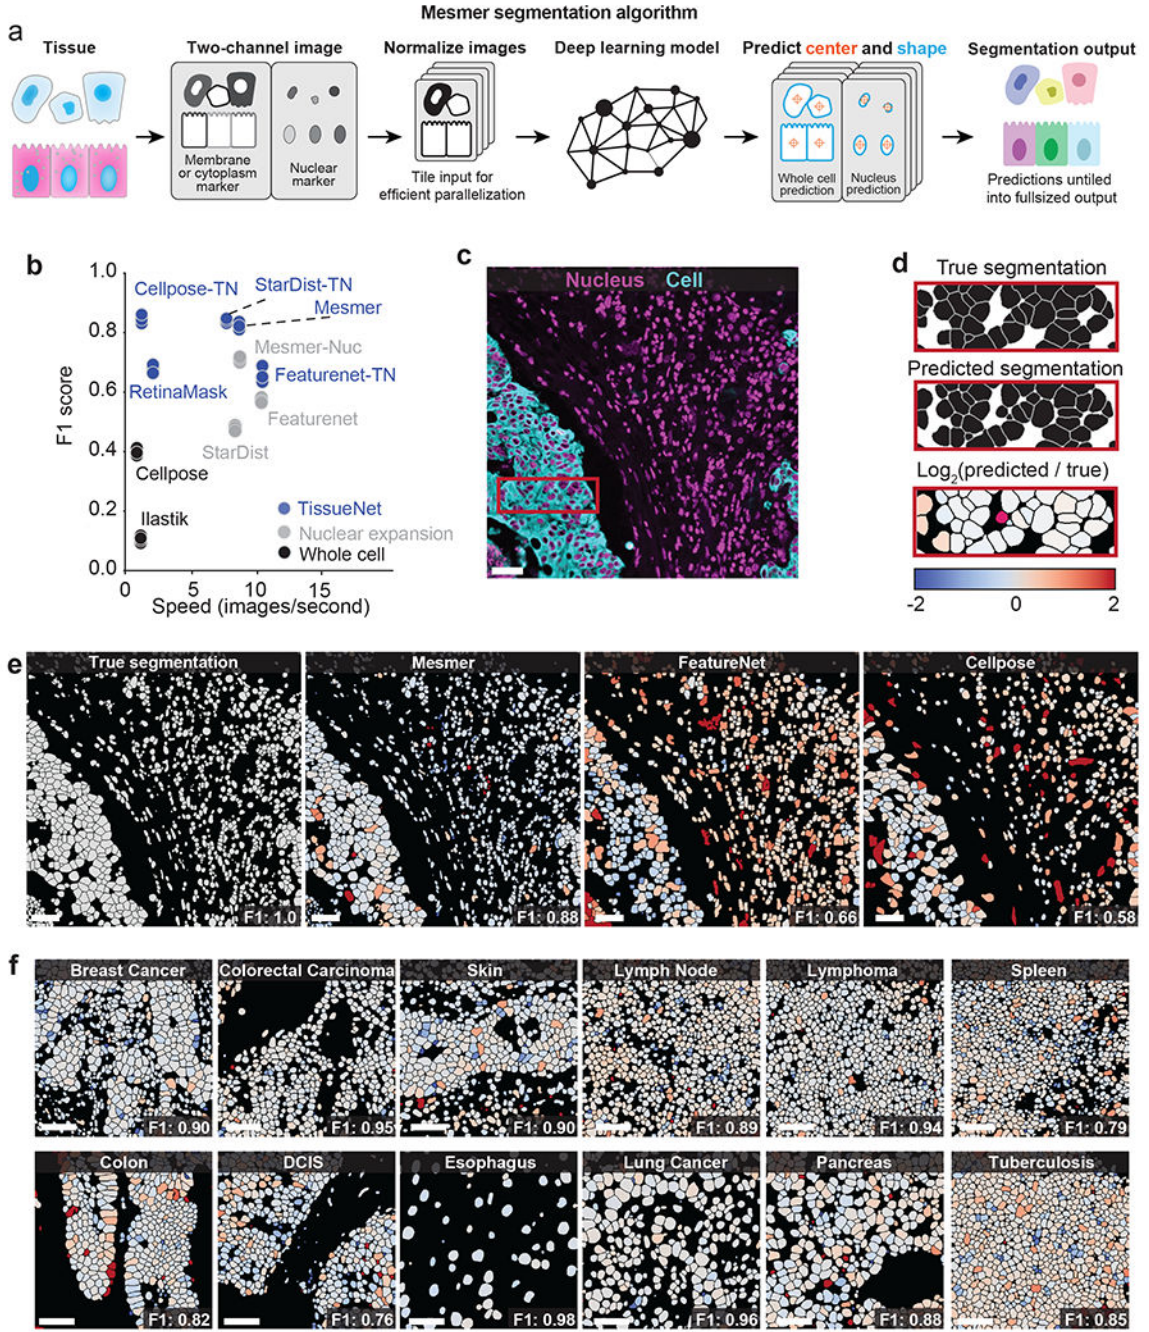 Mesmer segmentation algorithm
a
Tissue
Two-channel image
Normalize images
Deep learning model
Predict center and shape
Segmentation output
Membrane
or cytoplasm
marker
Nuclear
marker
Tile input for
efficient parallelization
Whole cell
prediction
Nucleus
prediction
Predictions untiled
into fullsized output
b
1.0
0.8
0.6
0.4
0.2
0.0
F1 score
0
5
10
15
Speed (images/second)
Cellpose-TN
StarDist-TN
Mesmer
Mesmer-Nuc
RetinaMask
Featurenet-TN
Featurenet
StarDist
Cellpose
Ilastik
TissueNet
Nuclear expansion
Whole cell
c
Nucleus Cell
d
True segmentation
Predicted segmentation
Log2(predicted / true)
-2
0
2
e
True segmentation
F1: 1.0
Mesmer
F1: 0.88
FeatureNet
F1: 0.66
Cellpose
F1: 0.58
f
Breast Cancer
F1: 0.90
Colorectal Carcinoma
F1: 0.95
Skin
F1: 0.90
Lymph Node
F1: 0.89
Lymphoma
F1: 0.94
Spleen
F1: 0.79
Colon
F1: 0.82
DCIS
F1: 0.76
Esophagus
F1: 0.98
Lung Cancer
F1: 0.96
Pancreas
F1: 0.88
Tuberculosis
F1: 0.85